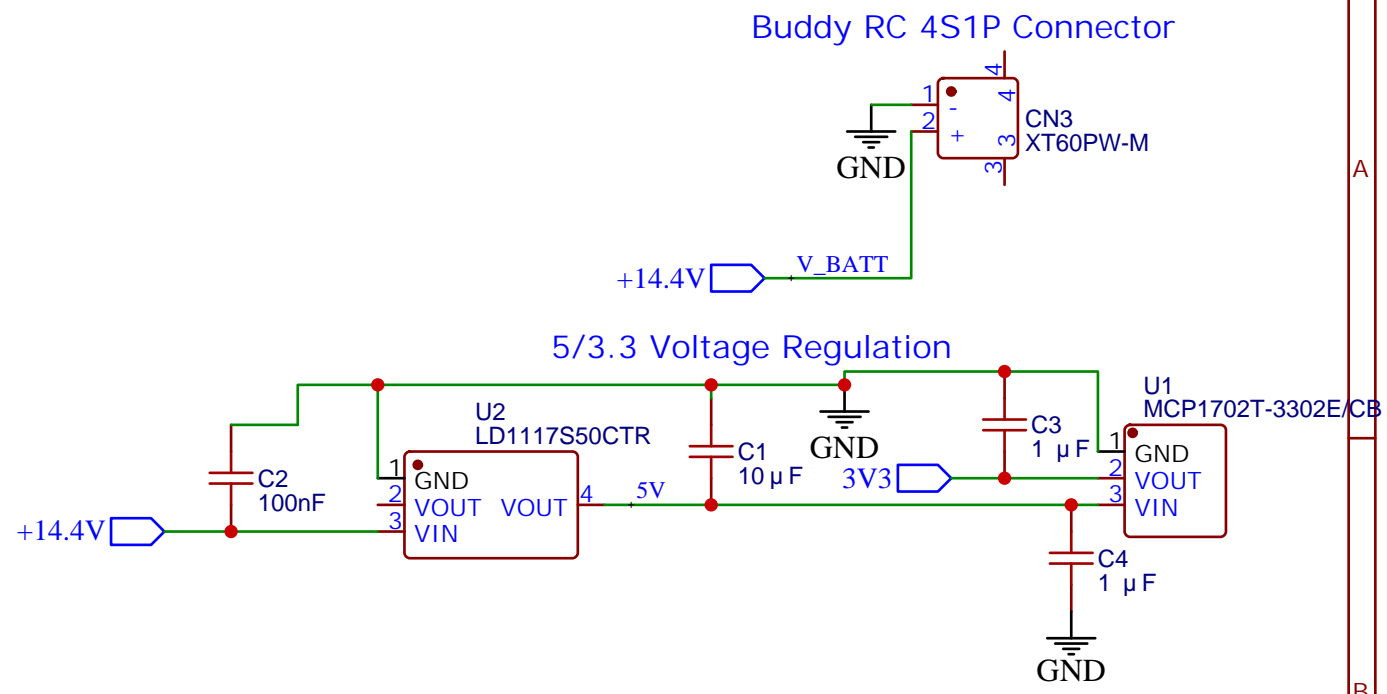 Buddy RC 4S1P Connector
4
4
1
-
2
+
3
3
CN3
XT60PW-M
GND
A
+14.4V
V_BATT
5/3.3 Voltage Regulation
U2
LD1117S50CTR
U1
MCP1702T-3302E/CB
C2
100nF
1
GND
2
VOUT
VOUT
4
3
VIN
5V
C1
10 µF
GND
C3
1 µF
3V3
1
GND
2
VOUT
3
VIN
+14.4V
C4
1 µF
GND
B